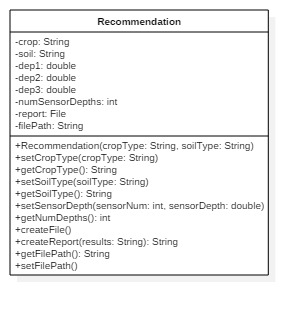 Recommendation
-crop: String
-soil: String
-dep1: double
-dep2: double
-dep3: double
-numSensorDepths: int
-report: File
-filePath: String
+Recommendation(cropType: String, soilType: String)
+setCropType(cropType: String)
+getCropType(): String
+setSoilType(soilType: String)
+getSoilType(): String
+setSensorDepth(sensorNum: int, sensorDepth: double)
+getNumDepths(): int
+createFile()
+createReport(results: String): String
+getFilePath(): String
+setFilePath()